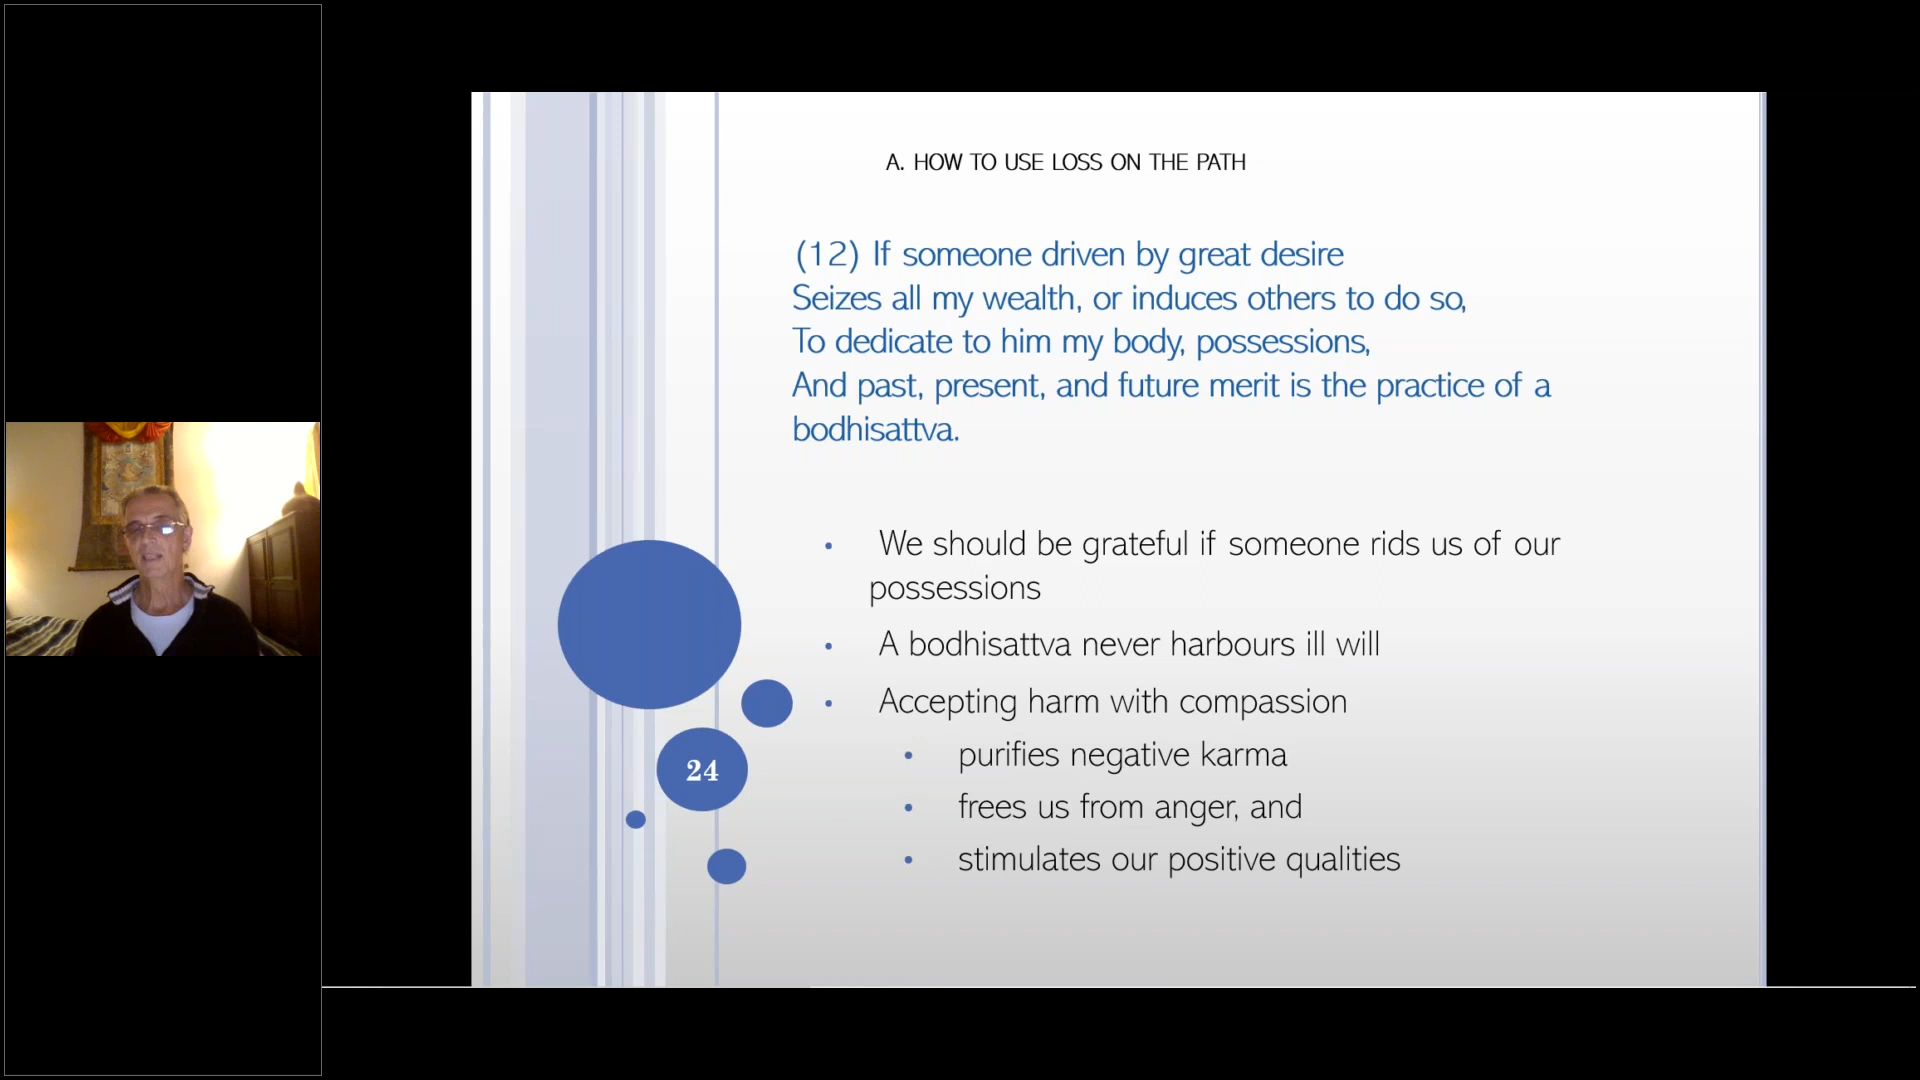 A. HOW TO USE LOSS ON THE PATH
(12) If someone driven by great desire
Seizes all my wealth, or induces others to do so,
To dedicate to him my body, possessions,
And past, present, and future merit is the practice of a
bodhisattva.
• We should be grateful if someone rids us of our
possessions
• A bodhisattva never harbours ill will
• Accepting harm with compassion
• purifies negative karma
• frees us from anger, and
• stimulates our positive qualities
24